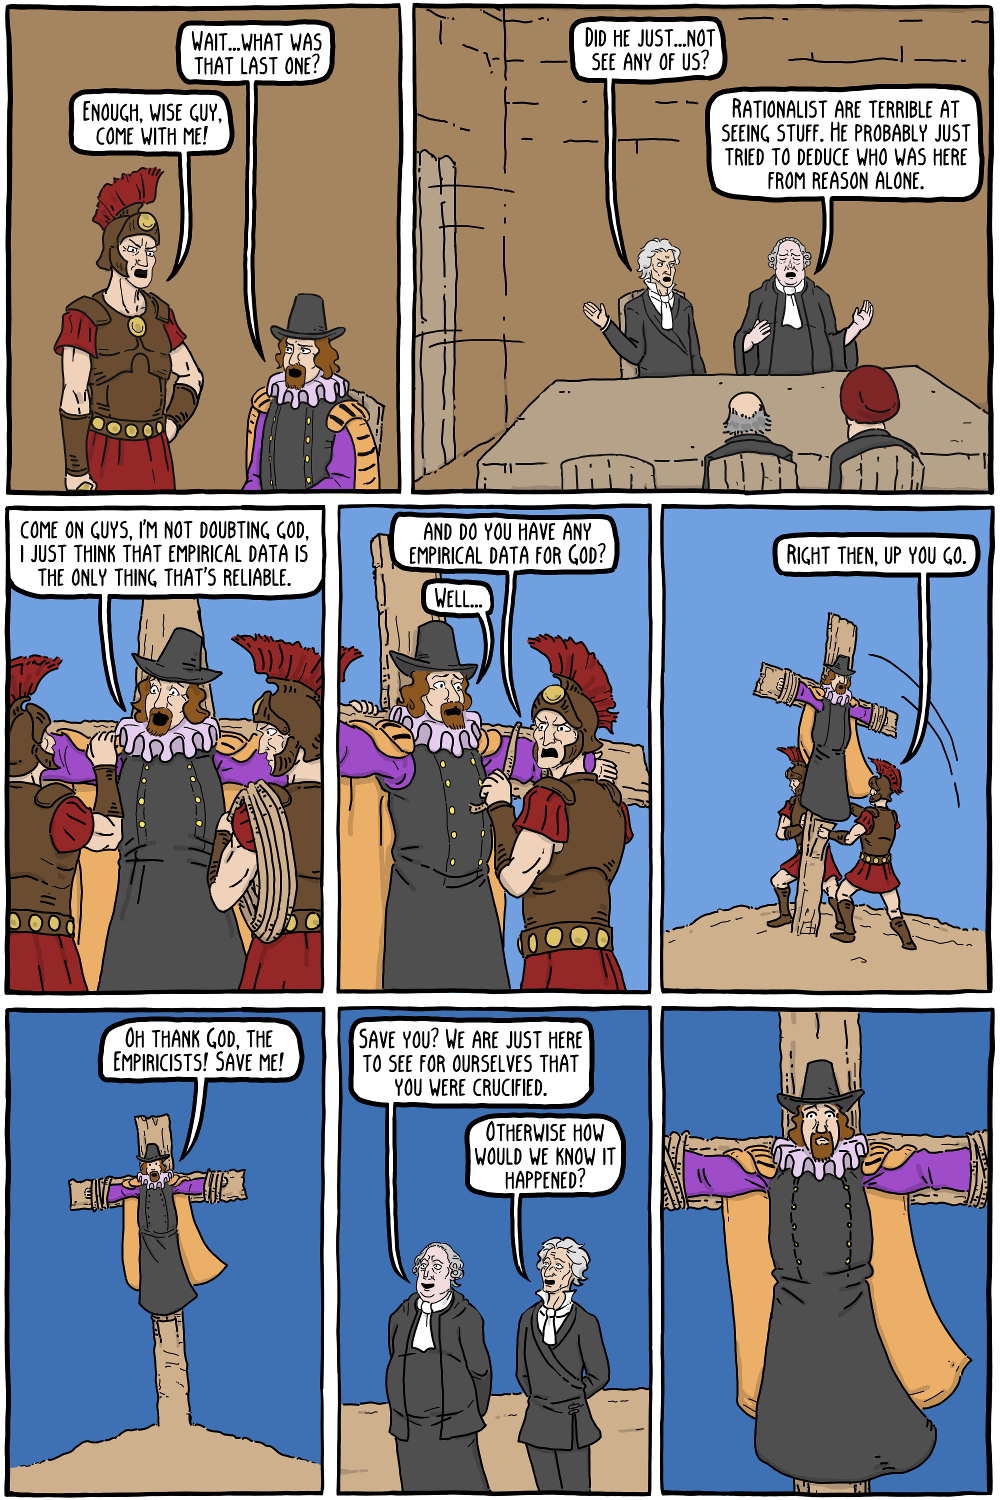 WAIT...WHAT WAS
THAT LAST ONE?
ENOUGH, WISE GUY,
COME WITH ME!
DID HE JUST...NOT
SEE ANY OF US?
RATIONALIST ARE TERRIBLE AT
SEEING STUFF. HE PROBABLY JUST
TRIED TO DEDUCE WHO WAS HERE
FROM REASON ALONE.
COME ON GUYS, I'M NOT DOUBTING GOD,
I JUST THINK THAT EMPIRICAL DATA IS
THE ONLY THING THAT'S RELIABLE.
AND DO YOU HAVE ANY
EMPIRICAL DATA FOR GOD?
WELL...
RIGHT THEN, UP YOU GO.
OH THANK GOD, THE
EMPIRICISTS! SAVE ME!
SAVE YOU? WE ARE JUST HERE
TO SEE FOR OURSELVES THAT
YOU WERE CRUCIFIED.
OTHERWISE HOW
WOULD WE KNOW IT
HAPPENED?